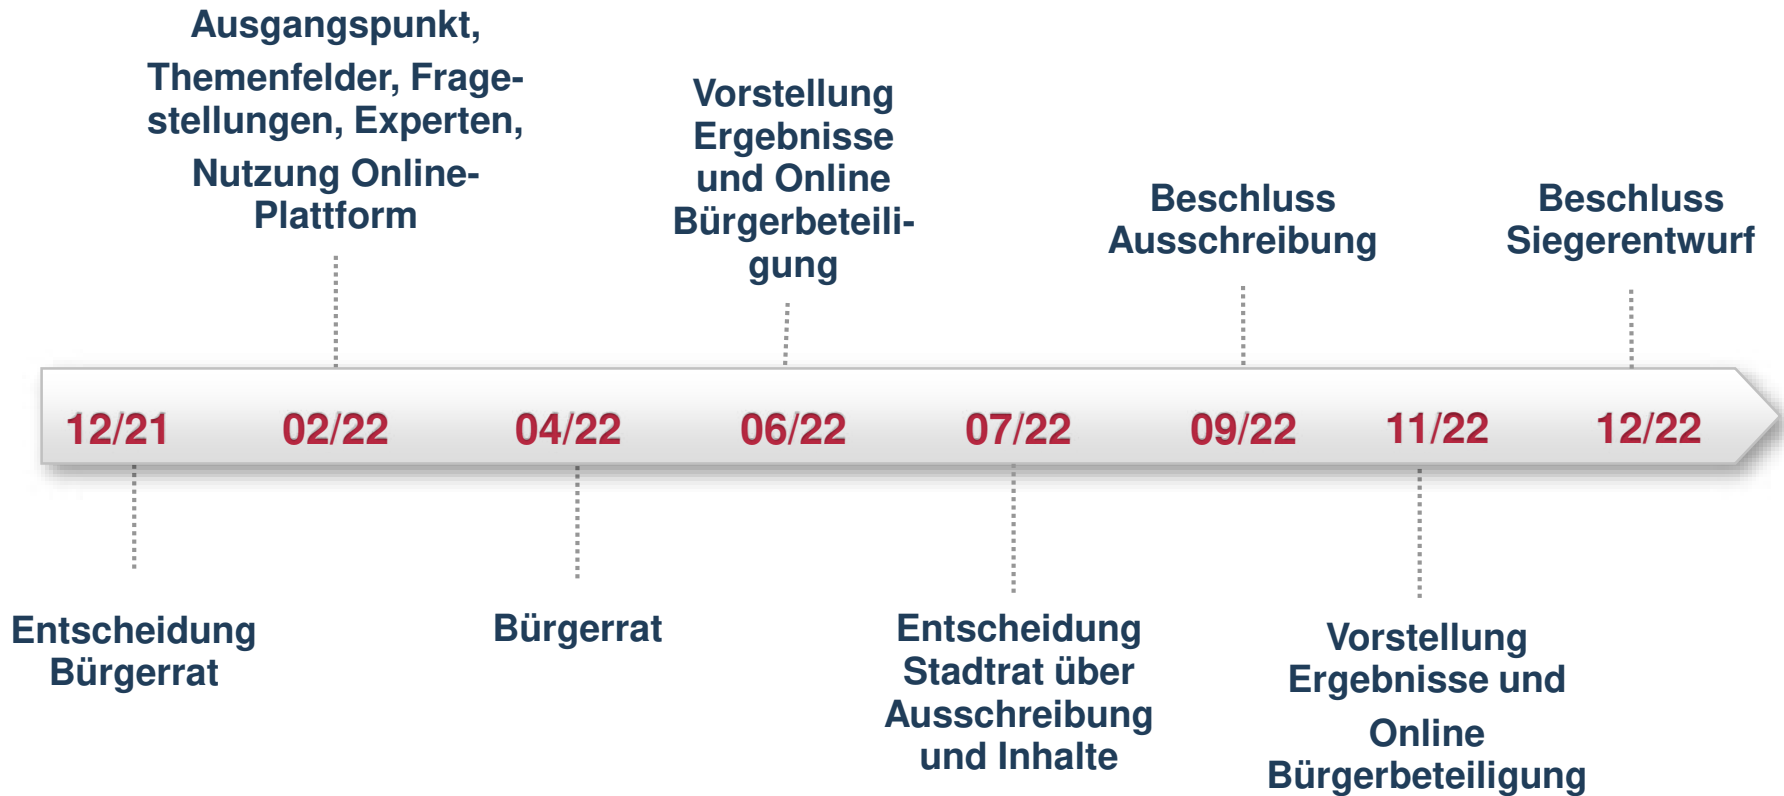 Ausgangspunkt,
Themenfelder, Frage-
stellungen, Experten,
Nutzung Online-
Plattform
Vorstellung
Ergebnisse
und Online
Bürgerbeteili-
gung
Beschluss
Ausschreibung
Beschluss
Siegerentwurf
12/21
02/22
04/22
06/22
07/22
09/22
11/22
12/22
Entscheidung
Bürgerrat
Bürgerrat
Entscheidung
Stadtrat über
Ausschreibung
und Inhalte
Vorstellung
Ergebnisse und
Online
Bürgerbeteiligung